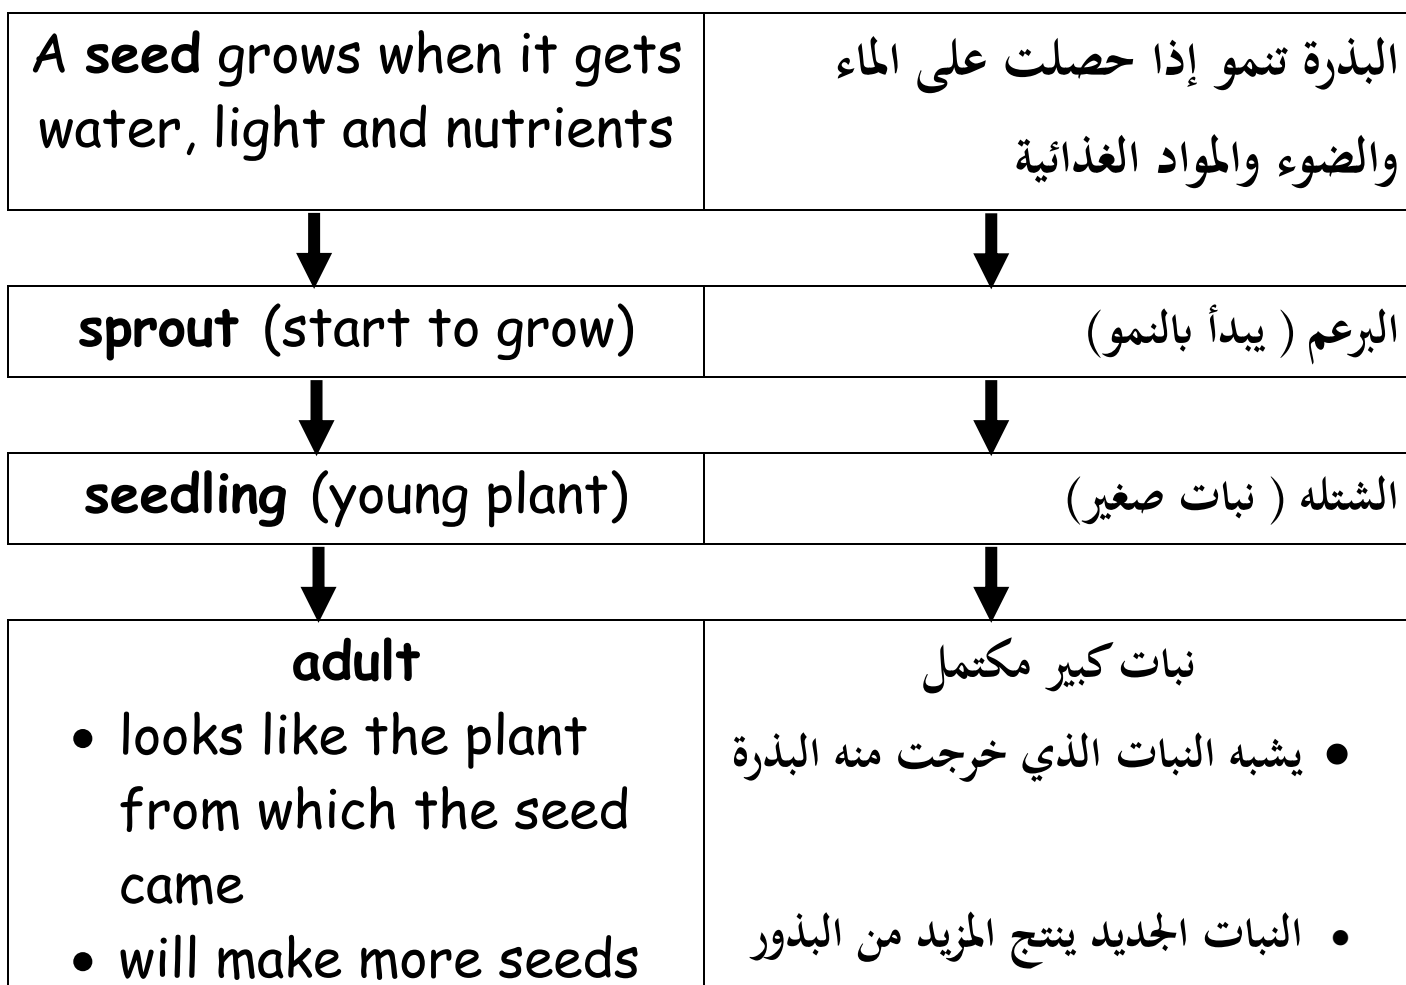 A seed grows when it gets
water, light and nutrients
البذرة تنمو إذا حصلت على الماء
والضوء والمواد الغذائية
sprout (start to grow)
البرعم ( يبدأ بالنمو)
seedling (young plant)
الشتله ( نبات صغير)
adult
• looks like the plant
from which the seed
came
• will make more seeds
نبات كبير مكتمل
• يشبه النبات الذي خرجت منه البذرة
• النبات الجديد ينتج المزيد من البذور